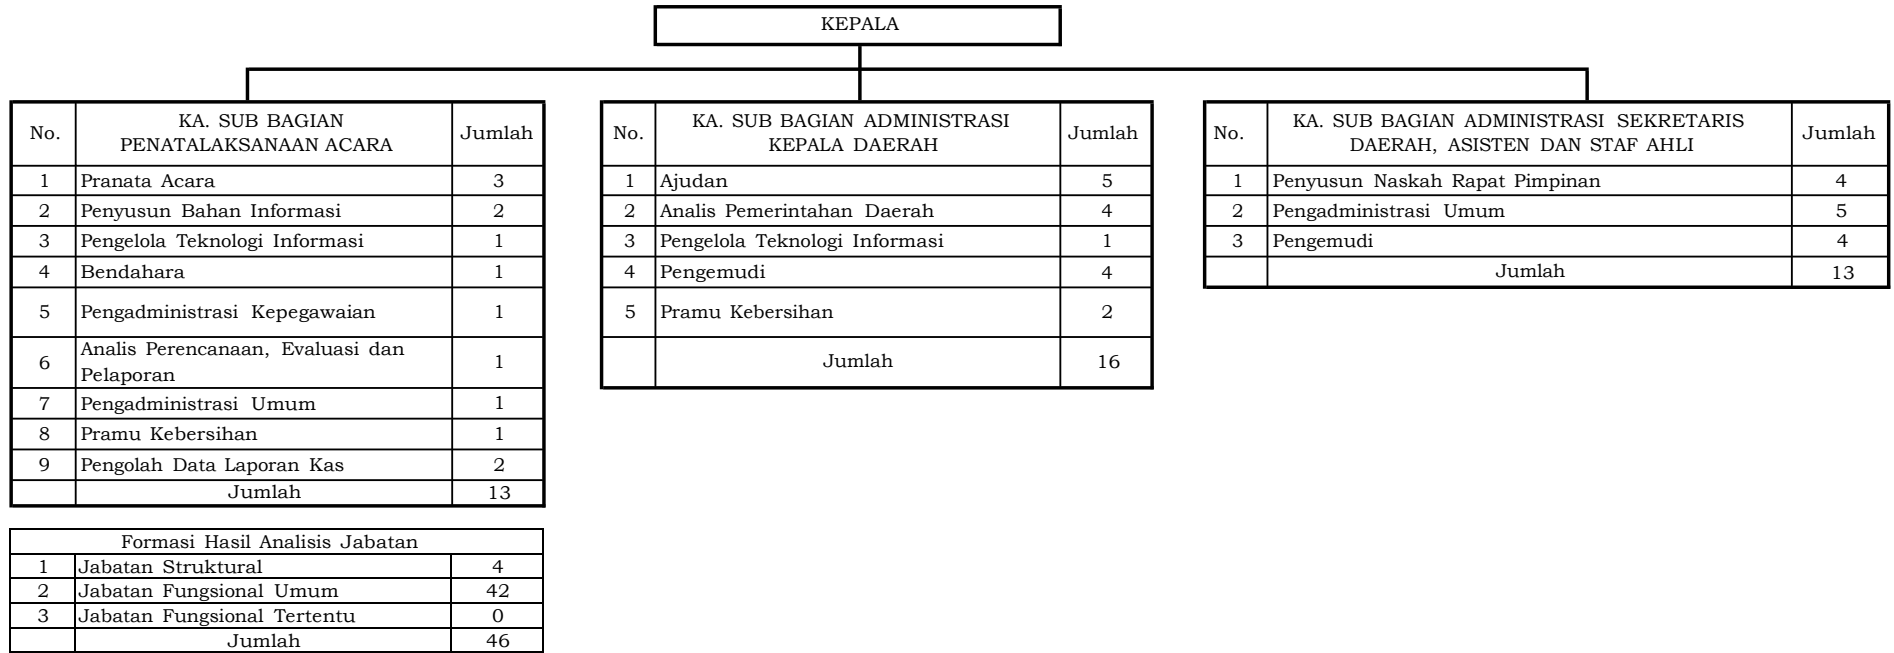 KEPALA
No. KA. SUB BAGIAN Jumlah
PENATALAKSANAAN ACARA
1 Pranata Acara 3
2 Penyusun Bahan Informasi 2
3 Pengelola Teknologi Informasi 1
4 Bendahara 1
5 Pengadministrasi Kepegawaian 1
6 Analis Perencanaan, Evaluasi dan 1
Pelaporan
7 Pengadministrasi Umum 1
8 Pramu Kebersihan 1
9 Pengolah Data Laporan Kas 2
Jumlah 13
No. KA. SUB BAGIAN ADMINISTRASI Jumlah
KEPALA DAERAH
1 Ajudan 5
2 Analis Pemerintahan Daerah 4
3 Pengelola Teknologi Informasi 1
4 Pengemudi 4
5 Pramu Kebersihan 2
Jumlah 16
No. KA. SUB BAGIAN ADMINISTRASI SEKRETARIS Jumlah
DAERAH, ASISTEN DAN STAF AHLI
1 Penyusun Naskah Rapat Pimpinan 4
2 Pengadministrasi Umum 5
3 Pengemudi 4
Jumlah 13
Formasi Hasil Analisis Jabatan
1 Jabatan Struktural 4
2 Jabatan Fungsional Umum 42
3 Jabatan Fungsional Tertentu 0
Jumlah 46